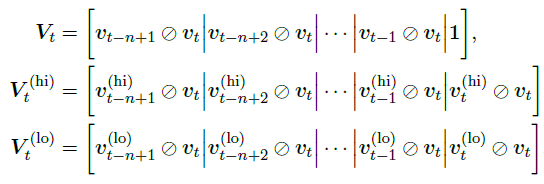 V_t = [v_{t−n+1} ⊘ v_t | v_{t−n+2} ⊘ v_t | ⋯ | v_{t−1} ⊘ v_t | 1],
V_t^{(hi)} = [v_{t−n+1}^{(hi)} ⊘ v_t | v_{t−n+2}^{(hi)} ⊘ v_t | ⋯ | v_{t−1}^{(hi)} ⊘ v_t | v_t^{(hi)} ⊘ v_t]
V_t^{(lo)} = [v_{t−n+1}^{(lo)} ⊘ v_t | v_{t−n+2}^{(lo)} ⊘ v_t | ⋯ | v_{t−1}^{(lo)} ⊘ v_t | v_t^{(lo)} ⊘ v_t]